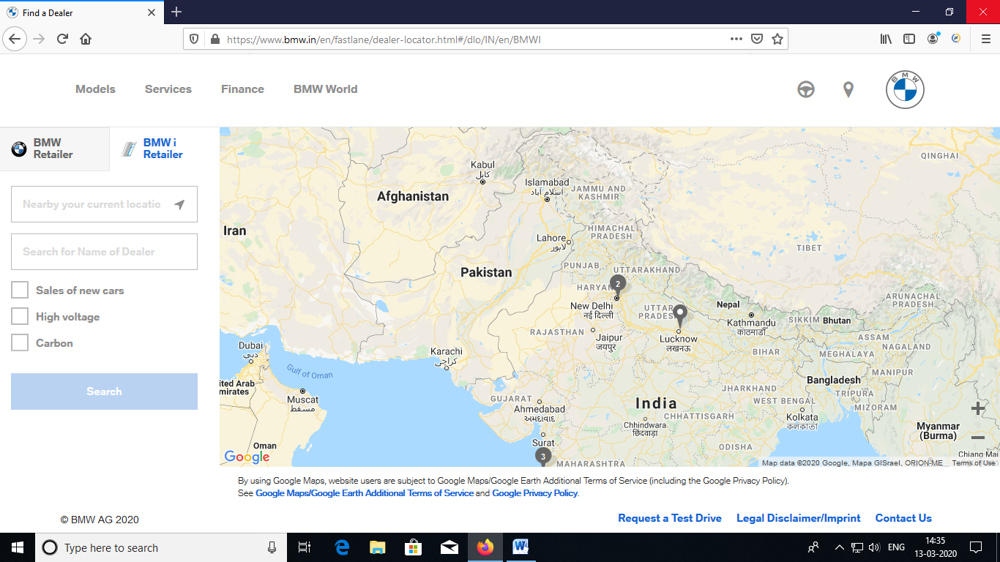 Find a Dealer
https://www.bmw.in/en/fastlane/dealer-locator.html#/dlo/IN/en/BMWI
Models Services Finance BMW World
BMW
BMW
Retailer
BMW i
Retailer
Nearby your current locatio
Search for Name of Dealer
Sales of new cars
High voltage
Carbon
Search
QINGHAI
Kabul
کابل
Islamabad
اسلام آباد
JAMMU AND
KASHMIR
Afghanistan
Iran
HIMACHAL
PRADESH
Lahore
لاہور
TIBET
PUNJAB
UTTARAKHAND
Pakistan
2
HARYAN
New Delhi
नई दिल्ली
UTTAR
PRADES
Nepal
ARUNACHAL
PRADESH
Kathmandu
काठमाडौँ
SIKKIM
Bhutan
RAJASTHAN
Jaipur
जयपुर
Lucknow
लखनऊ
ASSAM
NAGALAND
Dubai
دبي
BIHAR
MEGHALAYA
Karachi
کراچی
Gulf of Oman
MANIPUR
ited Arab
mirates
Bangladesh
JHARKHAND
TRIPURA
Muscat
مسقط
GUJARAT
Ahmedabad
અમદાવાદ
India
WEST BENGAL
MIZORAM
CHHATTISGARH
Kolkata
কলকাতা
Chhindwara
छिंदवाड़ा
Myanmar
(Burma)
Surat
Oman
ODISHA
3
MAHARASHTRA
Chiang Mai
Google
Map data ©2020 Google, Mapa GISrael, ORION-ME... Terms of Use
By using Google Maps, website users are subject to Google Maps/Google Earth Additional Terms of Service (including the Google Privacy Policy).
See Google Maps/Google Earth Additional Terms of Service and Google Privacy Policy.
© BMW AG 2020
Request a Test Drive Legal Disclaimer/Imprint Contact Us
Type here to search
ENG
14:35
13-03-2020